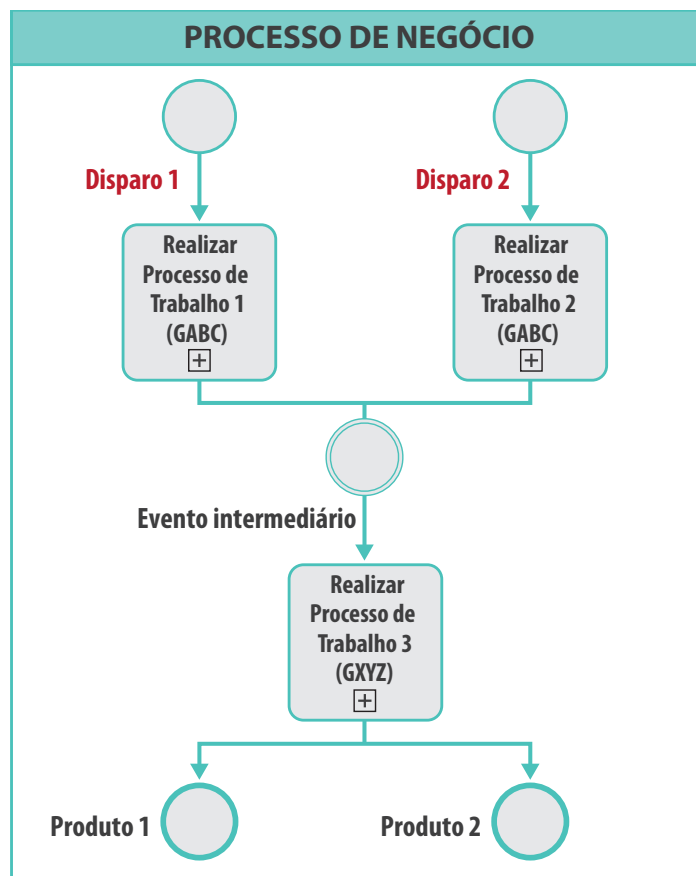 PROCESSO DE NEGÓCIO
Disparo 1
Disparo 2
Realizar
Processo de
Trabalho 1
(GABC)
Realizar
Processo de
Trabalho 2
(GABC)
Evento intermediário
Realizar
Processo de
Trabalho 3
(GXYZ)
Produto 1
Produto 2